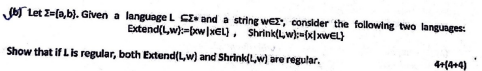 (b) Let Σ={a,b}. Given a language L ⊆Σ* and a string w∈Σ*, consider the following two languages:
Extend(L,w):={xw|x∈L} , Shrink(L,w):={x|xw∈L}
Show that if L is regular, both Extend(L,w) and Shrink(L,w) are regular.
4+(4+4)